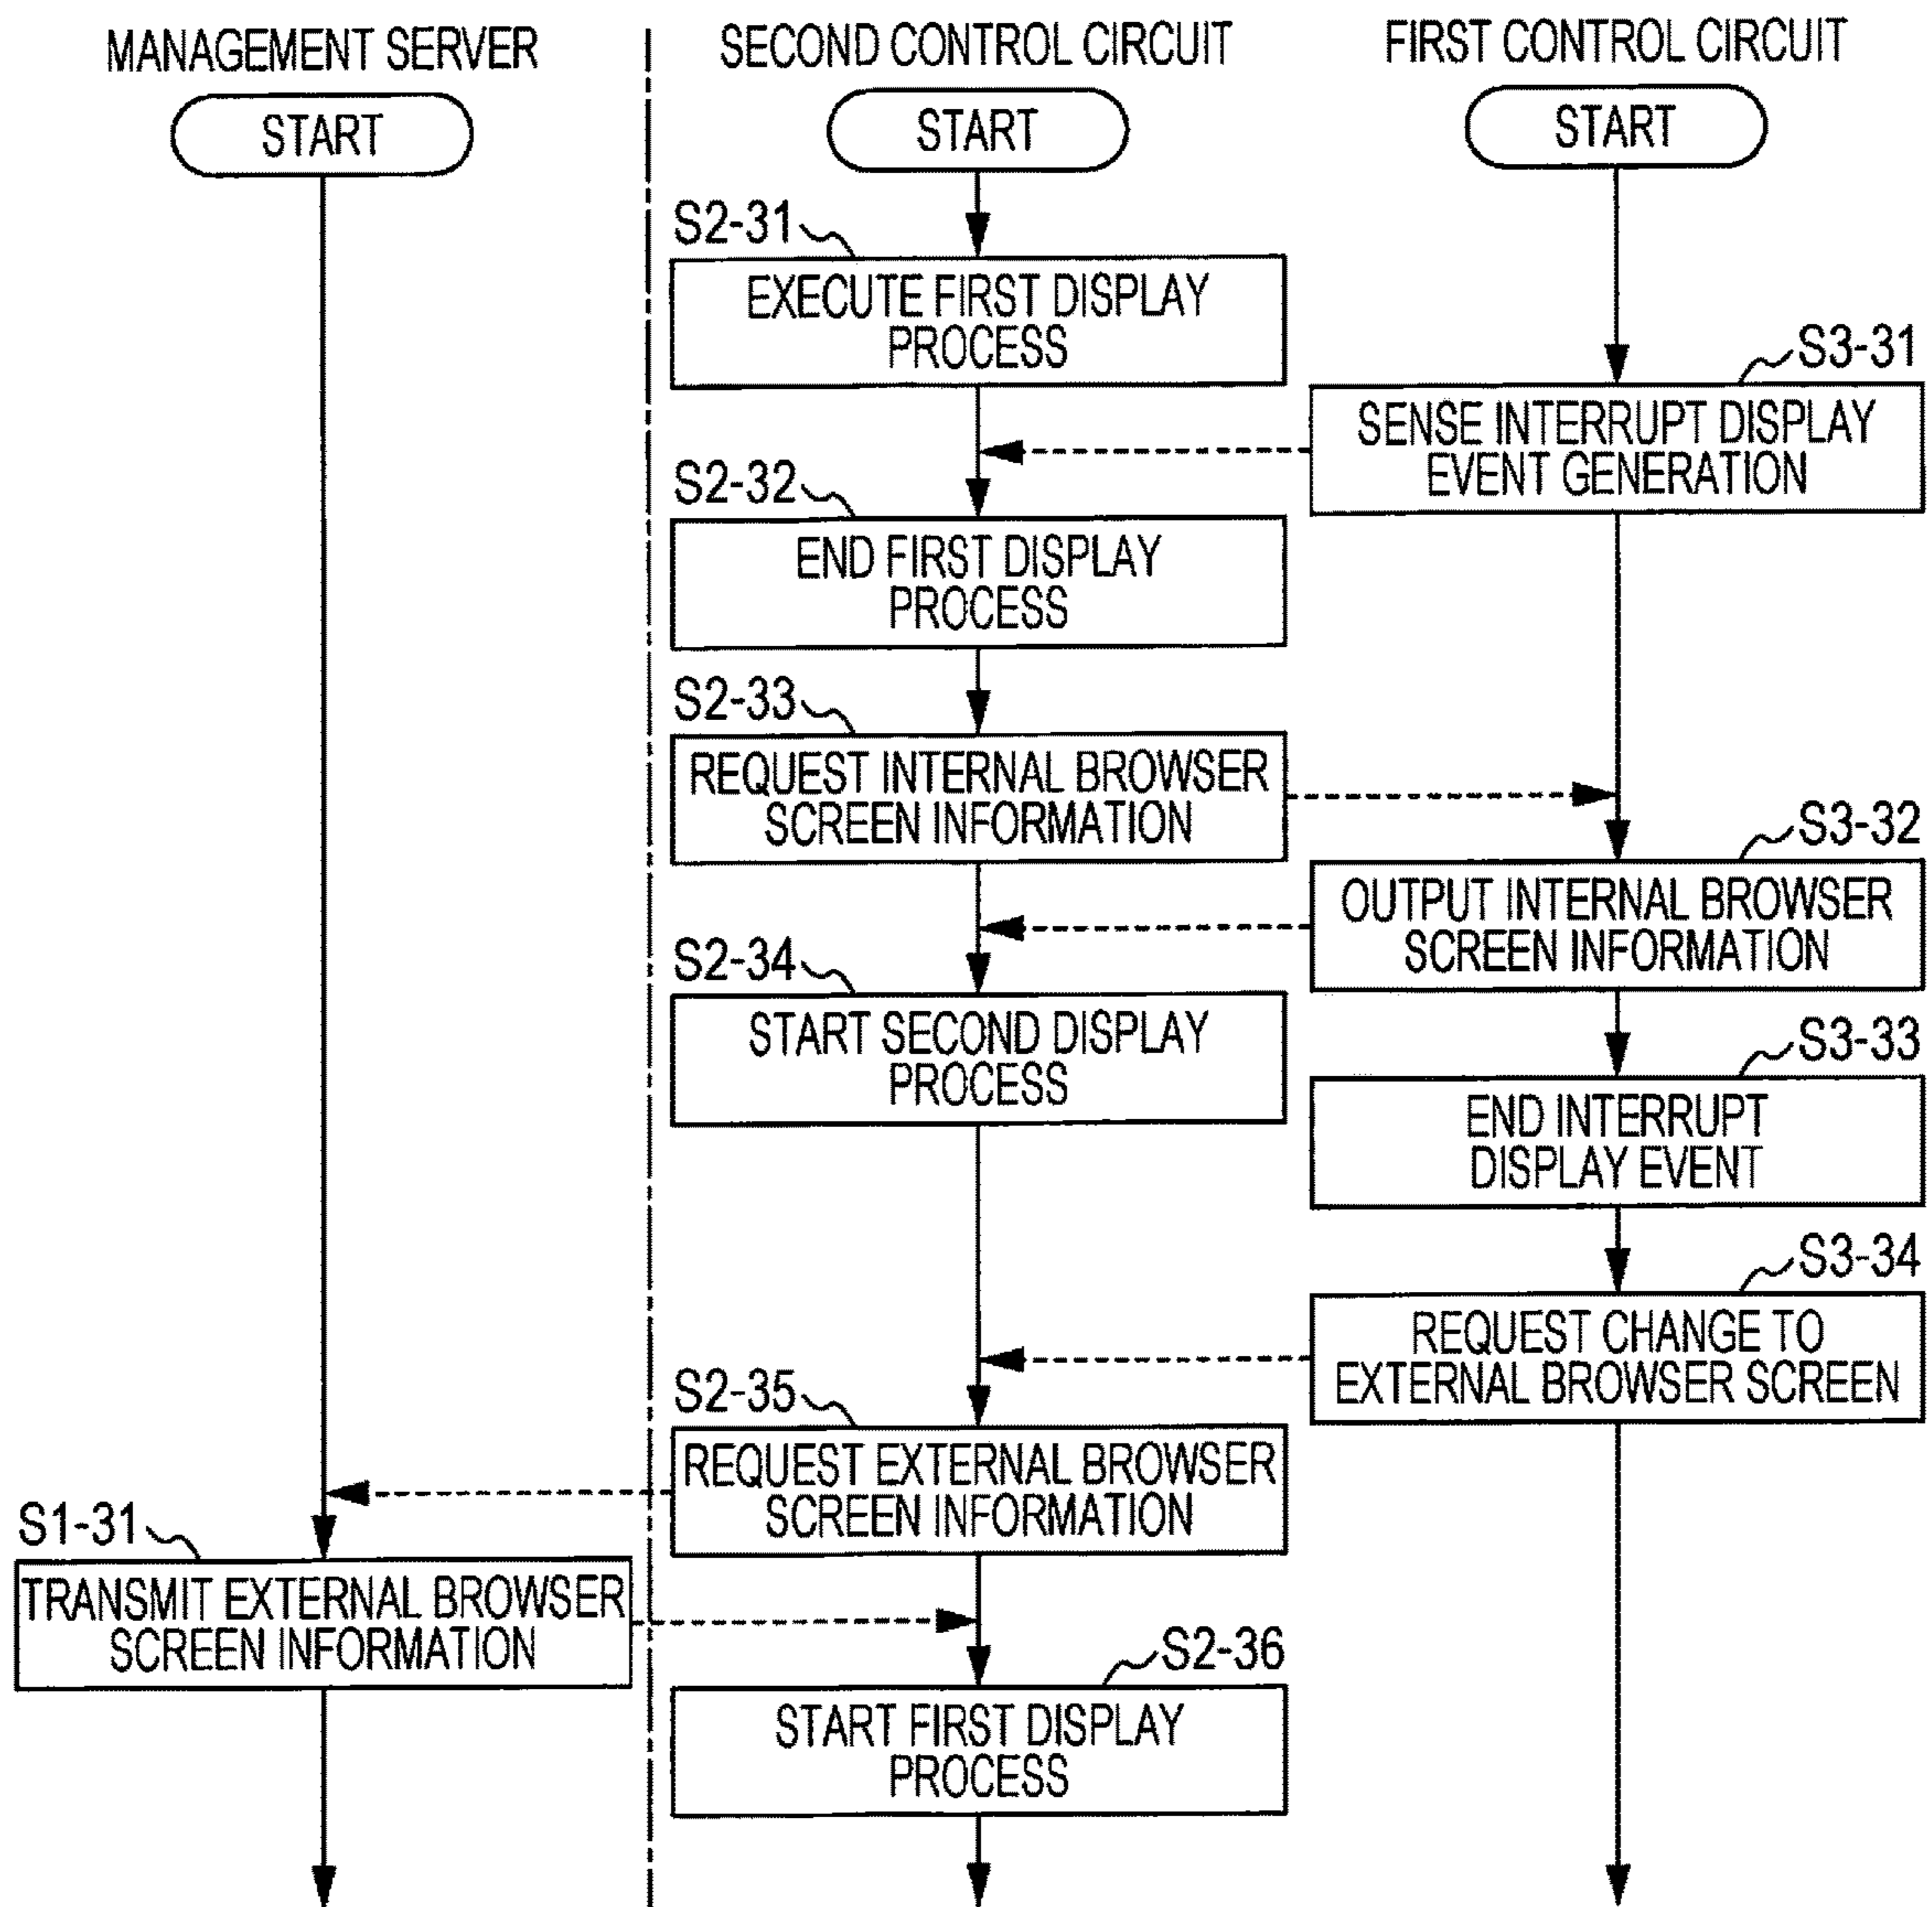 MANAGEMENT SERVER
SECOND CONTROL CIRCUIT
FIRST CONTROL CIRCUIT
START
START
START
S2-31
EXECUTE FIRST DISPLAY
PROCESS
S3-31
SENSE INTERRUPT DISPLAY
EVENT GENERATION
S2-32
END FIRST DISPLAY
PROCESS
S2-33
REQUEST INTERNAL BROWSER
SCREEN INFORMATION
S3-32
OUTPUT INTERNAL BROWSER
SCREEN INFORMATION
S2-34
START SECOND DISPLAY
PROCESS
S3-33
END INTERRUPT
DISPLAY EVENT
S3-34
REQUEST CHANGE TO
EXTERNAL BROWSER SCREEN
S2-35
REQUEST EXTERNAL BROWSER
SCREEN INFORMATION
S1-31
TRANSMIT EXTERNAL BROWSER
SCREEN INFORMATION
S2-36
START FIRST DISPLAY
PROCESS